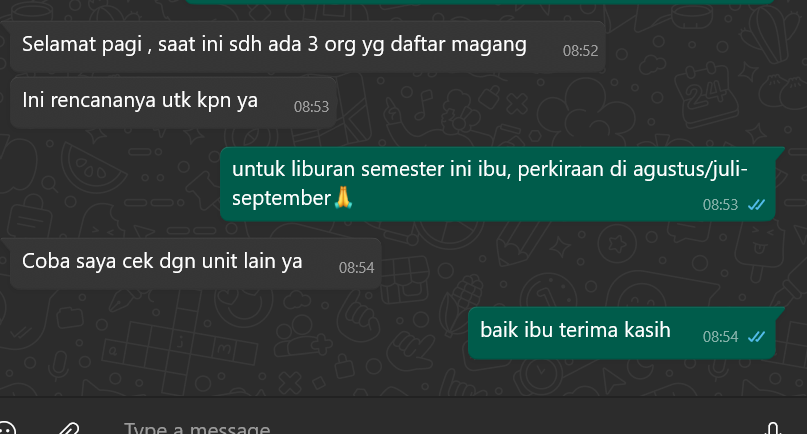 Selamat pagi , saat ini sdh ada 3 org yg daftar magang
08:52
Ini rencananya utk kpn ya
08:53
untuk liburan semester ini ibu, perkiraan di agustus/juli-
september🙏
08:53
Coba saya cek dgn unit lain ya
08:54
baik ibu terima kasih
08:54
Type a message